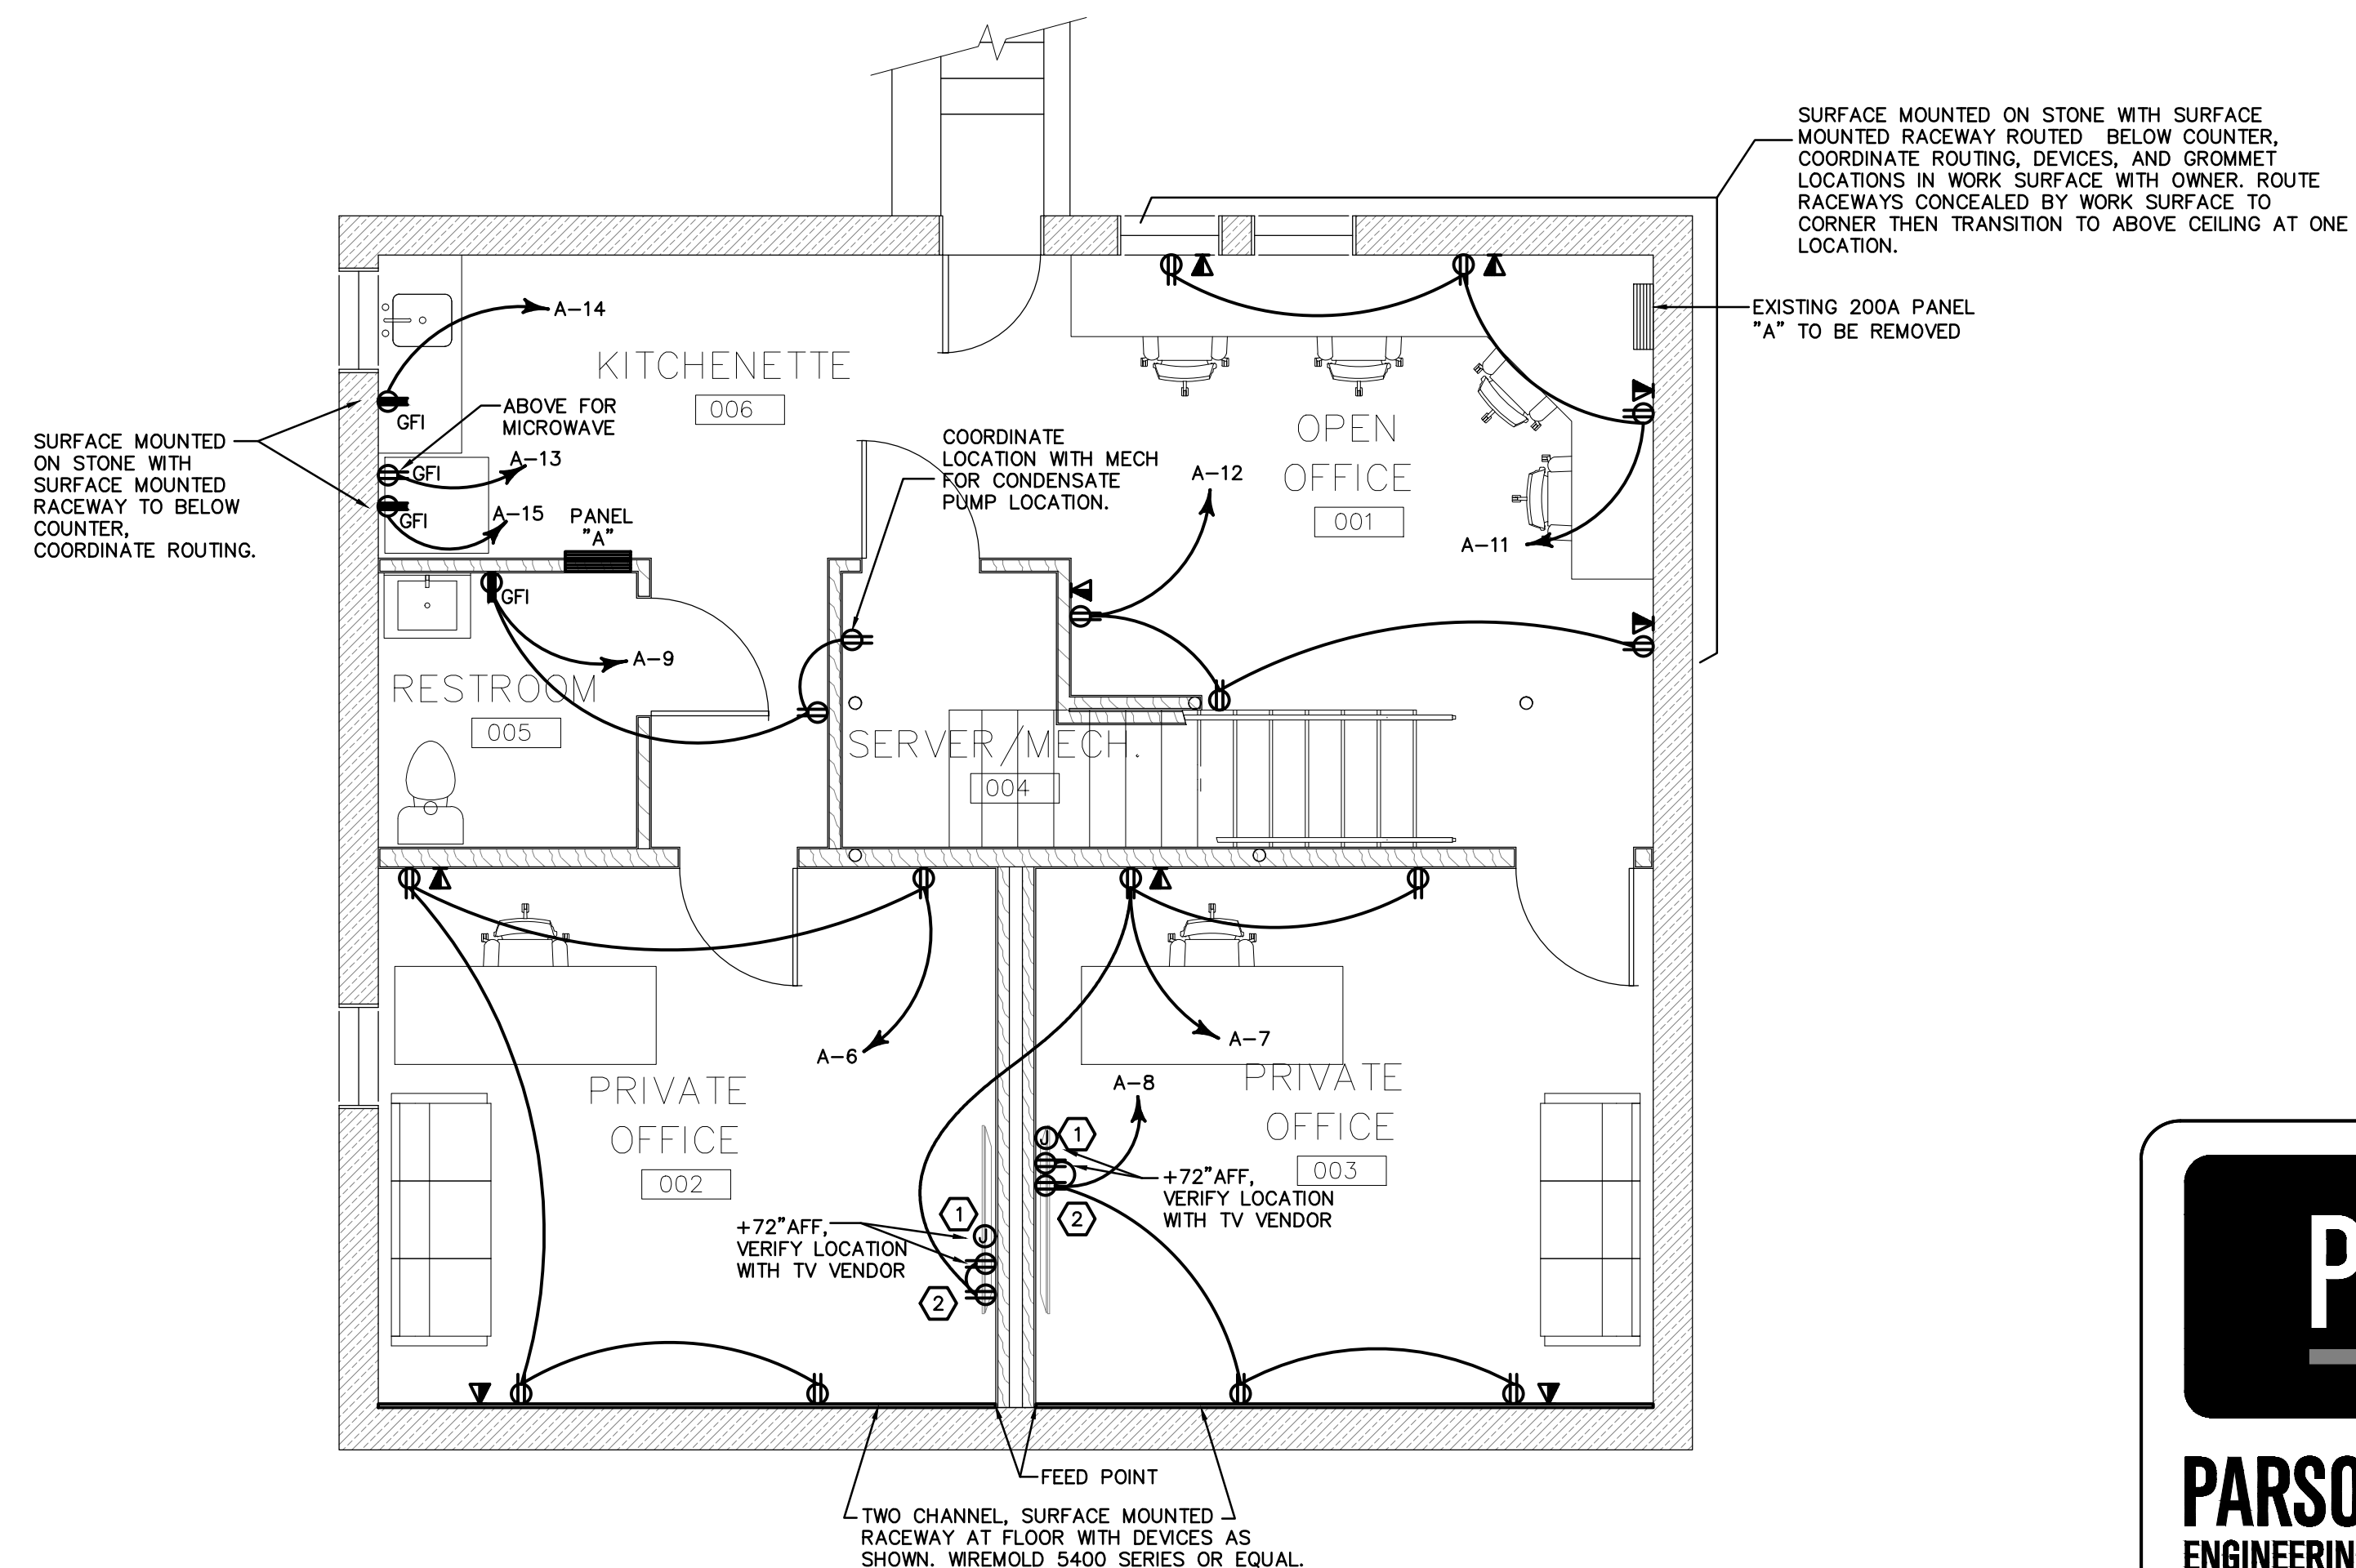 SURFACE MOUNTED ON STONE WITH SURFACE
MOUNTED RACEWAY ROUTED BELOW COUNTER,
COORDINATE ROUTING, DEVICES, AND GROMMET
LOCATIONS IN WORK SURFACE WITH OWNER. ROUTE
RACEWAYS CONCEALED BY WORK SURFACE TO
CORNER THEN TRANSITION TO ABOVE CEILING AT ONE
LOCATION.
EXISTING 200A PANEL
"A" TO BE REMOVED
A-14
KITCHENETTE
006
GFI
ABOVE FOR
MICROWAVE
SURFACE MOUNTED
ON STONE WITH
SURFACE MOUNTED
RACEWAY TO BELOW
COUNTER,
COORDINATE ROUTING.
GFI
A-13
GFI
A-15
PANEL
"A"
COORDINATE
LOCATION WITH MECH
FOR CONDENSATE
PUMP LOCATION.
OPEN
OFFICE
001
A-12
A-11
GFI
A-9
RESTROOM
005
SERVER/MECH.
004
A-6
A-7
PRIVATE
OFFICE
002
A-8
PRIVATE
OFFICE
003
J
1
+72"AFF,
VERIFY LOCATION
WITH TV VENDOR
2
1
J
+72"AFF,
VERIFY LOCATION
WITH TV VENDOR
2
FEED POINT
TWO CHANNEL, SURFACE MOUNTED
RACEWAY AT FLOOR WITH DEVICES AS
SHOWN. WIREMOLD 5400 SERIES OR EQUAL.
P
PARSO
ENGINEERIN